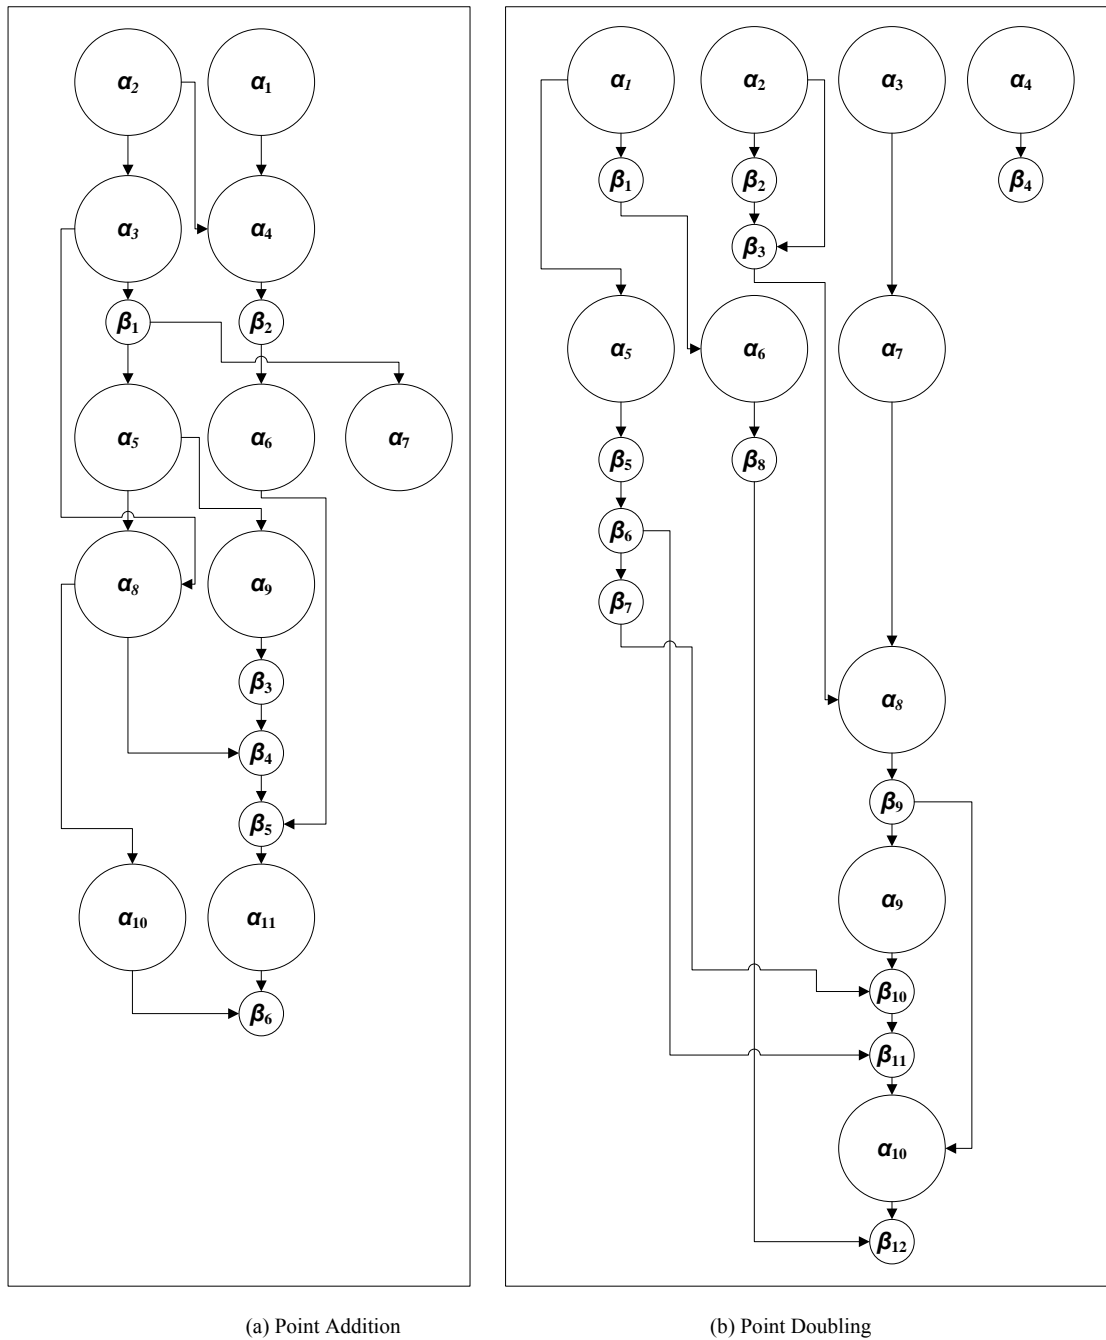 α2 α1
α3 α4
β1 β2
α5 α6 α7
α8 α9
β3
β4
β5
α10 α11
β6
(a) Point Addition
α1 α2 α3 α4
β1 β2 β4
β3
α5 α6 α7
β5 β8
β6
β7
α8
β9
α9
β10
β11
α10
β12
(b) Point Doubling